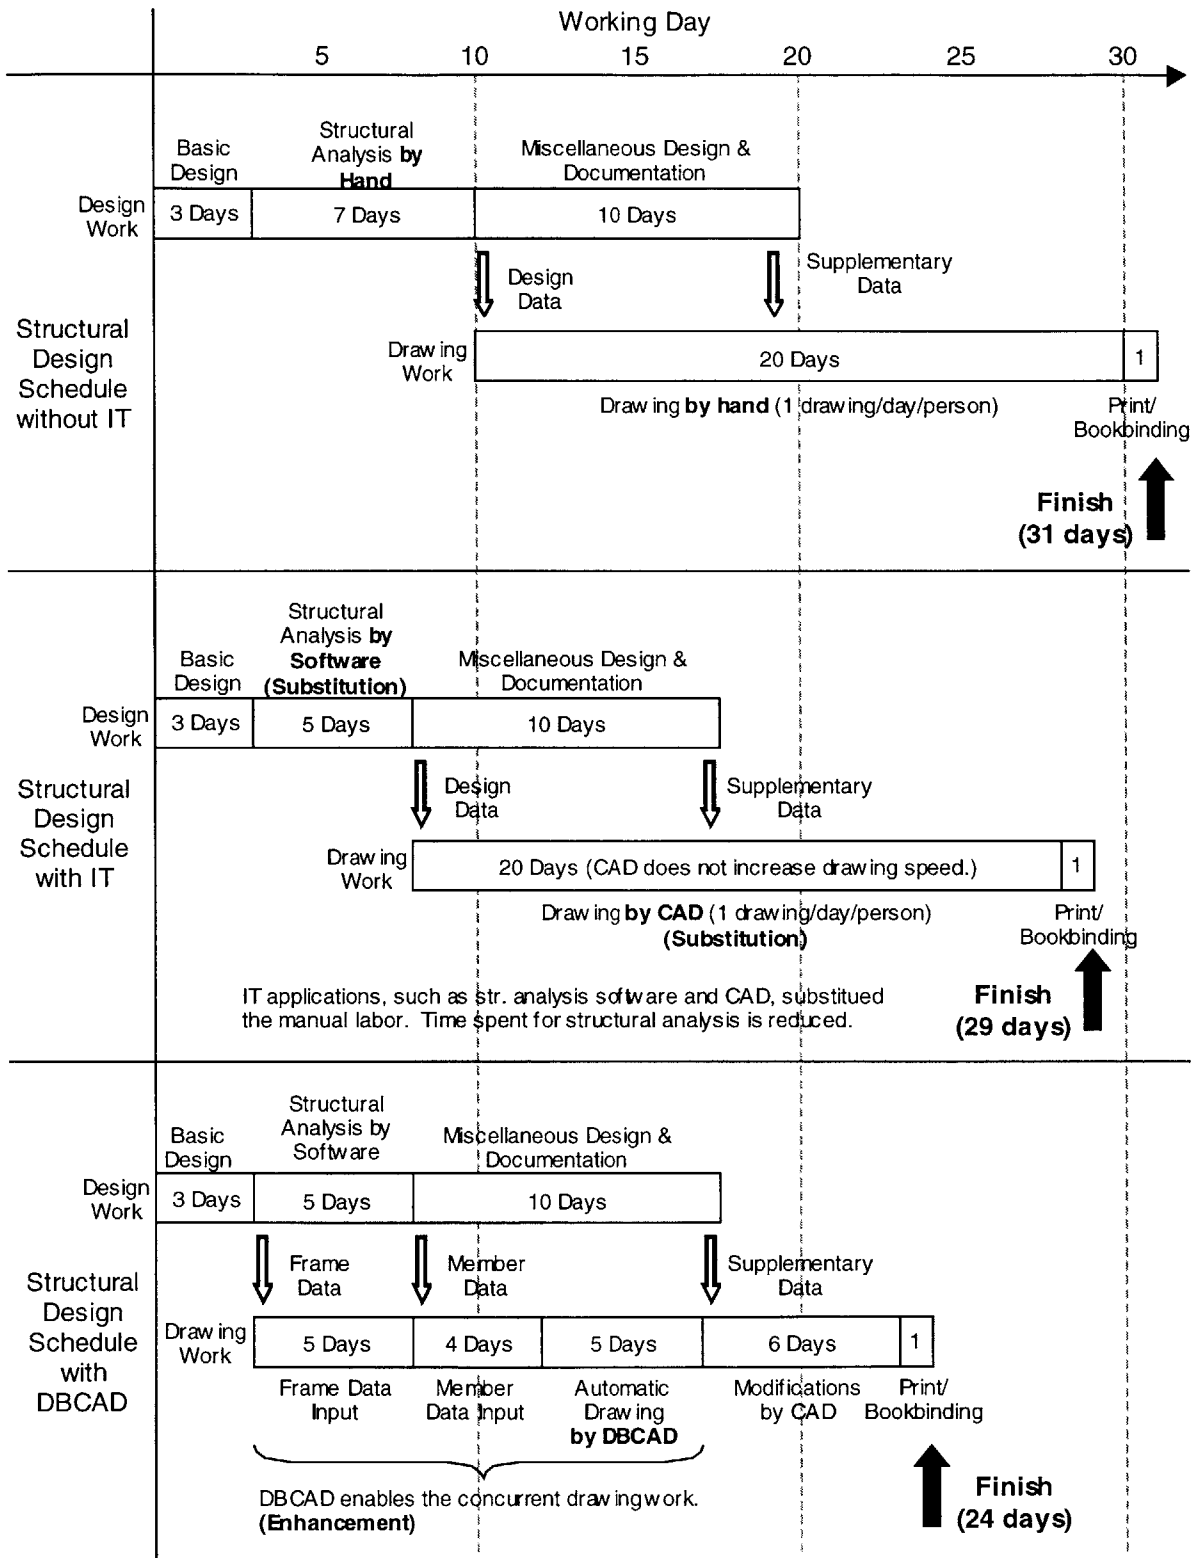 Working Day
5 10 15 20 25 30
Structural
Design
Schedule
without IT
Design
Work
Basic
Design
Structural
Analysis by
Hand
Miscellaneous Design &
Documentation
3 Days
7 Days
10 Days
Design
Data
Supplementary
Data
Drawing
Work
20 Days
1
Drawing by hand (1 drawing/day/person)
Print/
Bookbinding
Finish
(31 days)
Structural
Design
Schedule
with IT
Design
Work
Basic
Design
Structural
Analysis by
Software
(Substitution)
Miscellaneous Design &
Documentation
3 Days
5 Days
10 Days
Design
Data
Supplementary
Data
Drawing
Work
20 Days (CAD does not increase drawing speed.)
1
Drawing by CAD (1 drawing/day/person)
(Substitution)
Print/
Bookbinding
IT applications, such as str. analysis software and CAD, substitued
the manual labor. Time spent for structural analysis is reduced.
Finish
(29 days)
Structural
Design
Schedule
with
DBCAD
Design
Work
Basic
Design
Structural
Analysis by
Software
Miscellaneous Design &
Documentation
3 Days
5 Days
10 Days
Frame
Data
Member
Data
Supplementary
Data
Drawing
Work
5 Days
4 Days
5 Days
6 Days
1
Frame Data
Input
Member
Data Input
Automatic
Drawing
by DBCAD
Modifications
by CAD
Print/
Bookbinding
DBCAD enables the concurrent drawing work.
(Enhancement)
Finish
(24 days)